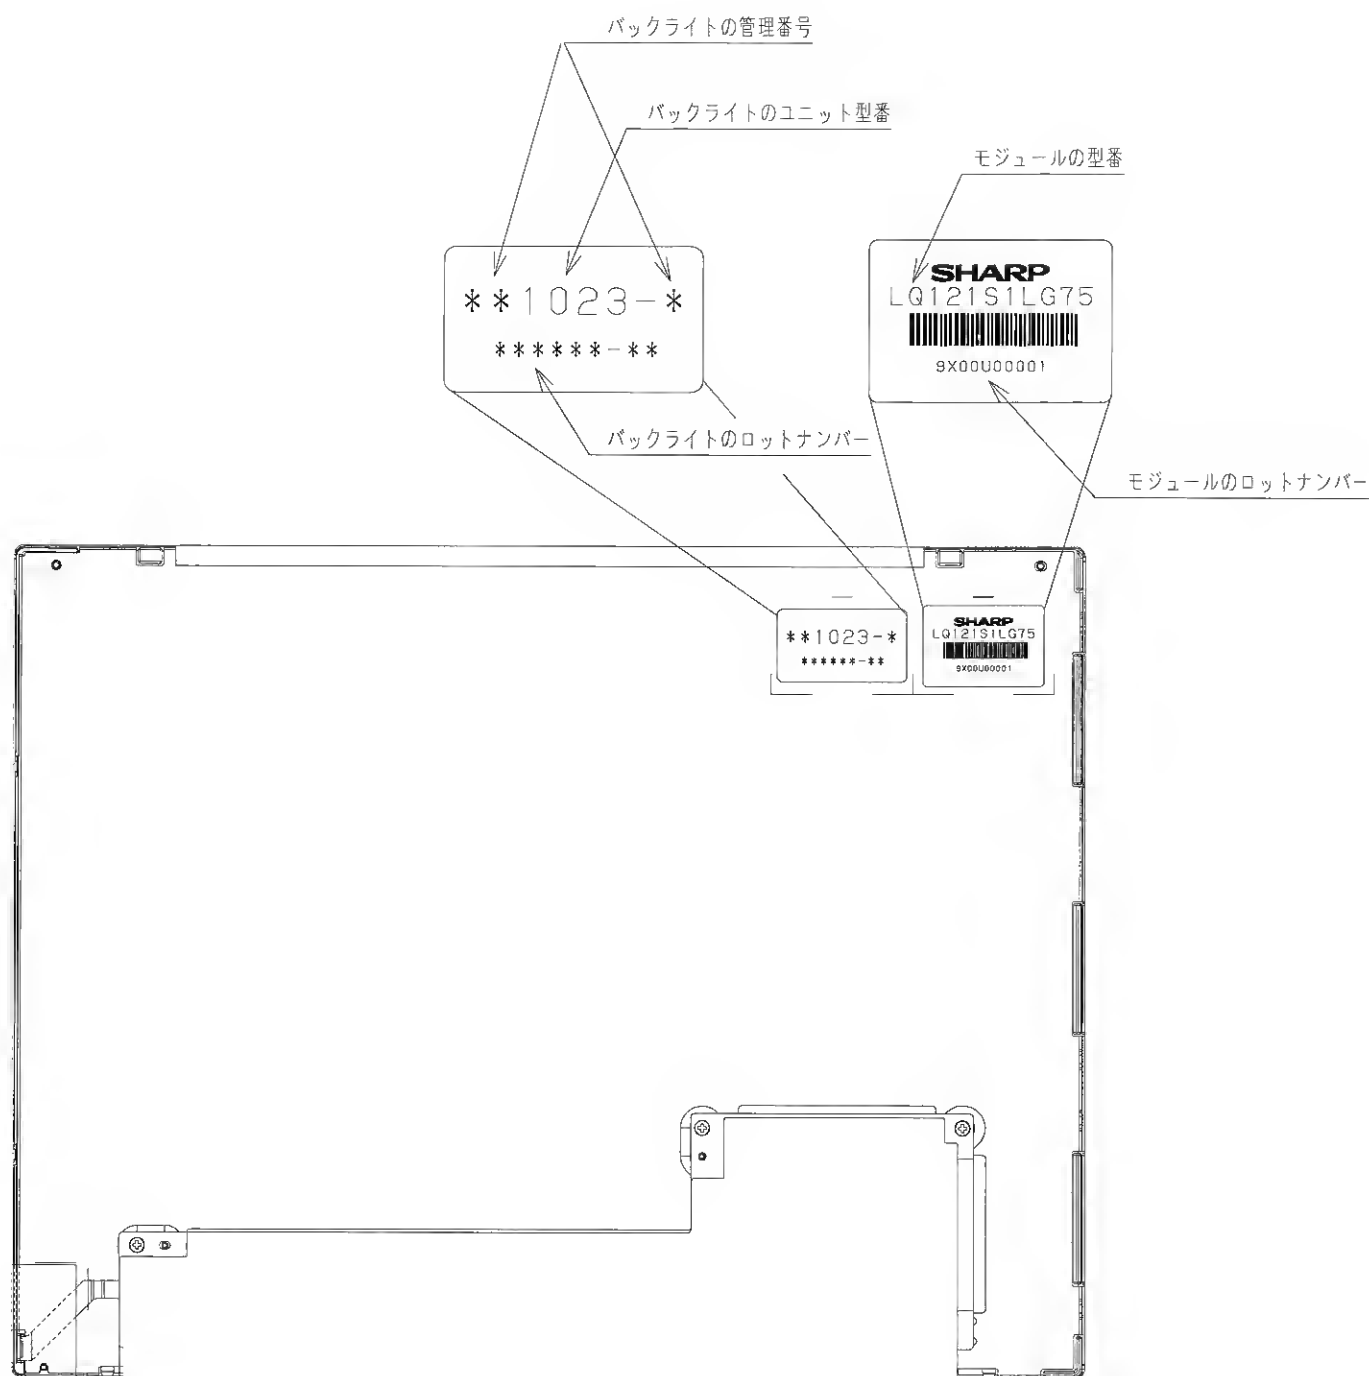 バックライトの管理番号
バックライトのユニット型番
モジュールの型番
**1023-*
******-**
SHARP
LQ121S1LG75
9X00U00001
バックライトのロットナンバー
モジュールのロットナンバー
**1023-*
******-**
SHARP
LQ121S1LG75
9X00U00001